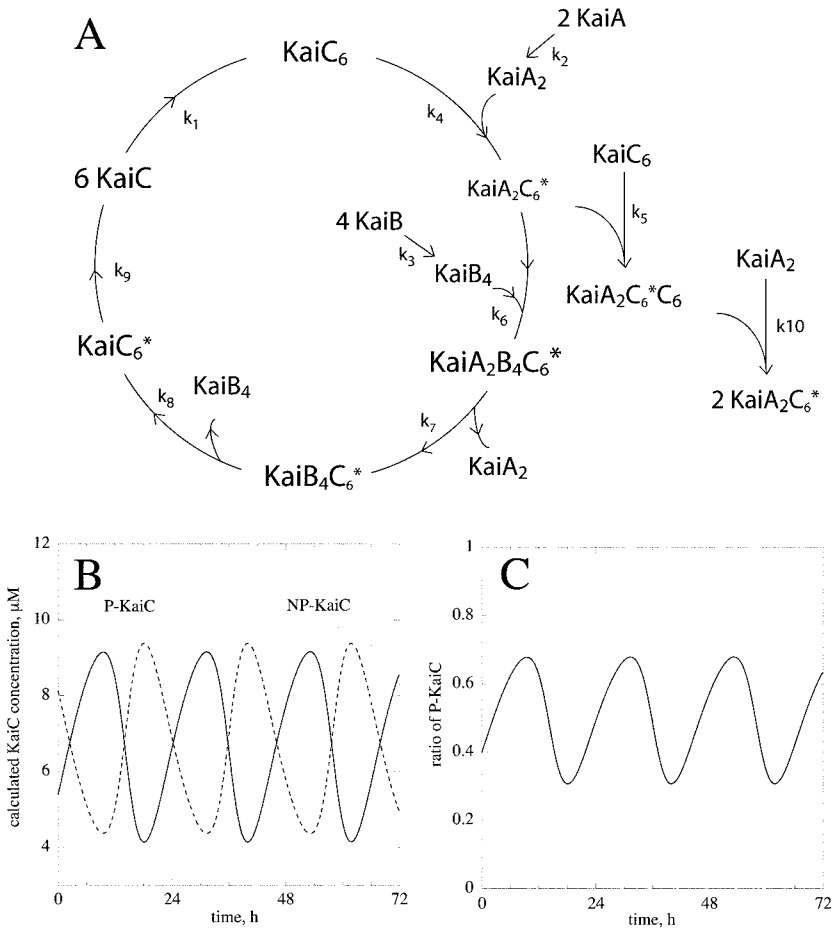 A
KaiC₆
2 KaiA
k₂
KaiA₂
k₄
k₁
KaiC₆
6 KaiC
KaiA₂C₆*
k₅
4 KaiB
k₃
KaiB₄
k₆
KaiA₂
k₉
KaiA₂C₆*C₆
k10
KaiC₆*
KaiA₂B₄C₆*
KaiB₄
k₈
2 KaiA₂C₆*
k₇
KaiB₄C₆*
KaiA₂
B
P-KaiC
NP-KaiC
calculated KaiC concentration, μM
12
10
8
6
4
0
24
48
72
time, h
C
ratio of P-KaiC
1
0.8
0.6
0.4
0.2
0
0
24
48
72
time, h